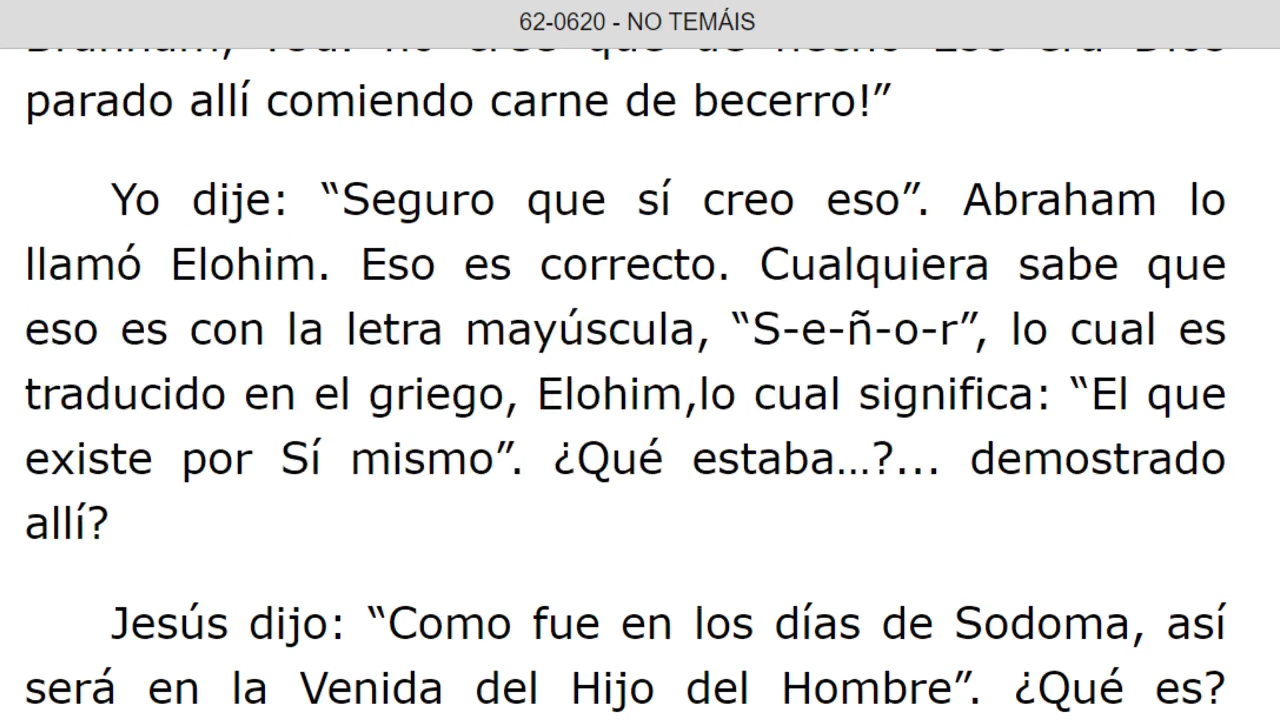 62-0620 - NO TEMÁIS
parado allí comiendo carne de becerro!”
Yo dije: “Seguro que sí creo eso”. Abraham lo
llamó Elohim. Eso es correcto. Cualquiera sabe que
eso es con la letra mayúscula, “S-e-ñ-o-r”, lo cual es
traducido en el griego, Elohim,lo cual significa: “El que
existe por Sí mismo”. ¿Qué estaba…?… demostrado
allí?
Jesús dijo: “Como fue en los días de Sodoma, así
será en la Venida del Hijo del Hombre”. ¿Qué es?